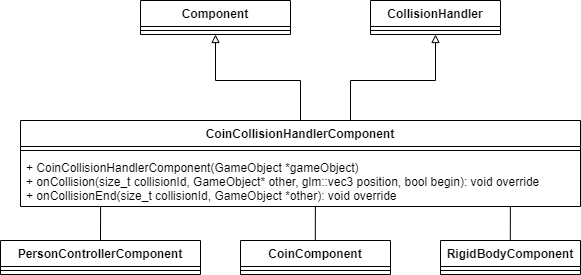 Component
CollisionHandler
CoinCollisionHandlerComponent
+ CoinCollisionHandlerComponent(GameObject *gameObject)
+ onCollision(size_t collisionId, GameObject* other, glm::vec3 position, bool begin): void override
+ onCollisionEnd(size_t collisionId, GameObject *other): void override
PersonControllerComponent
CoinComponent
RigidBodyComponent